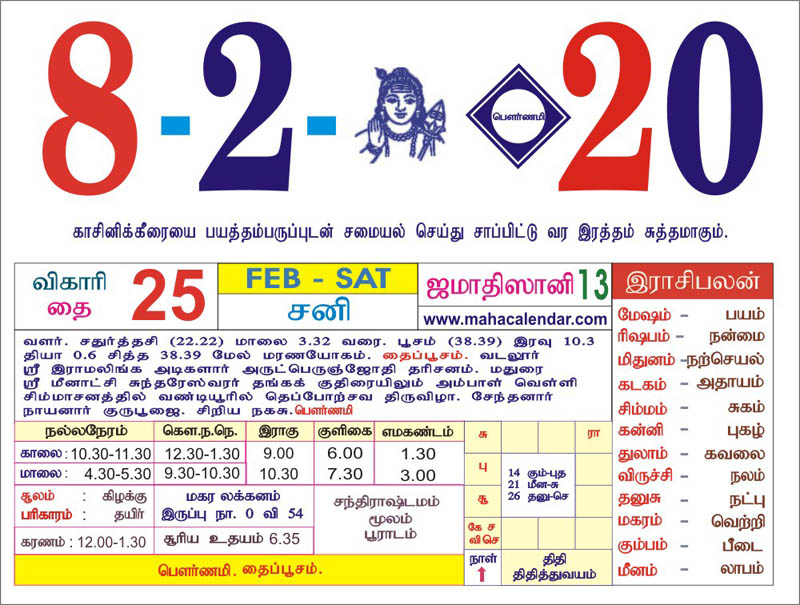 8-2-20
பௌர்ணமி
காசினிக்கீரையை பயத்தம்பருப்புடன் சமையல் செய்து சாப்பிட்டு வர இரத்தம் சுத்தமாகும்.
விகாரி
தை 25
FEB - SAT
சனி
ஜமாதிஸானி 13
www.mahacalendar.com
வளர். சதுர்த்தசி (22.22) மாலை 3.32 வரை. பூசம் (38.39) இரவு 10.3
தியா 0.6 சித்த 38.39 மேல் மரணயோகம். தைப்பூசம். வடலூர்
ஸ்ரீ இராமலிங்க அடிகளார் அருட்பெருஞ்ஜோதி தரிசனம். மதுரை
ஸ்ரீ மீனாட்சி சுந்தரேஸ்வரர் தங்கக் குதிரையிலும் அம்பாள் வெள்ளி
சிம்மாசனத்தில் வண்டியூரில் தெப்போற்சவ திருவிழா. சேந்தனார்
நாயனார் குருபூஜை. சிறிய நகசு.பௌர்ணமி
நல்லநேரம் கௌ.ந.நெ. இராகு குளிகை எமகண்டம்
காலை: 10.30-11.30 12.30-1.30 9.00 6.00 1.30
மாலை: 4.30-5.30 9.30-10.30 10.30 7.30 3.00
சூலம் : கிழக்கு
பரிகாரம் : தயிர்
மகர லக்கனம்
இருப்பு நா. 0 வி 54
கரணம் : 12.00-1.30
சூரிய உதயம் 6.35
சந்திராஷ்டமம்
மூலம்
பூராடம்
பௌர்ணமி. தைப்பூசம்.
சு ரா
பு
சூ
கே ச
வி செ
14 கும்-புத
21 மீன-சு
26 தனு-செ
நாள்
திதி
திதித்துவயம்
இராசிபலன்
மேஷம் – பயம்
ரிஷபம் – நன்மை
மிதுனம் –நற்செயல்
கடகம் – அதாயம்
சிம்மம் – சுகம்
கன்னி – புகழ்
துலாம் – கவலை
விருச்சி – நலம்
தனுசு – நட்பு
மகரம் – வெற்றி
கும்பம் – பீடை
மீனம் – லாபம்